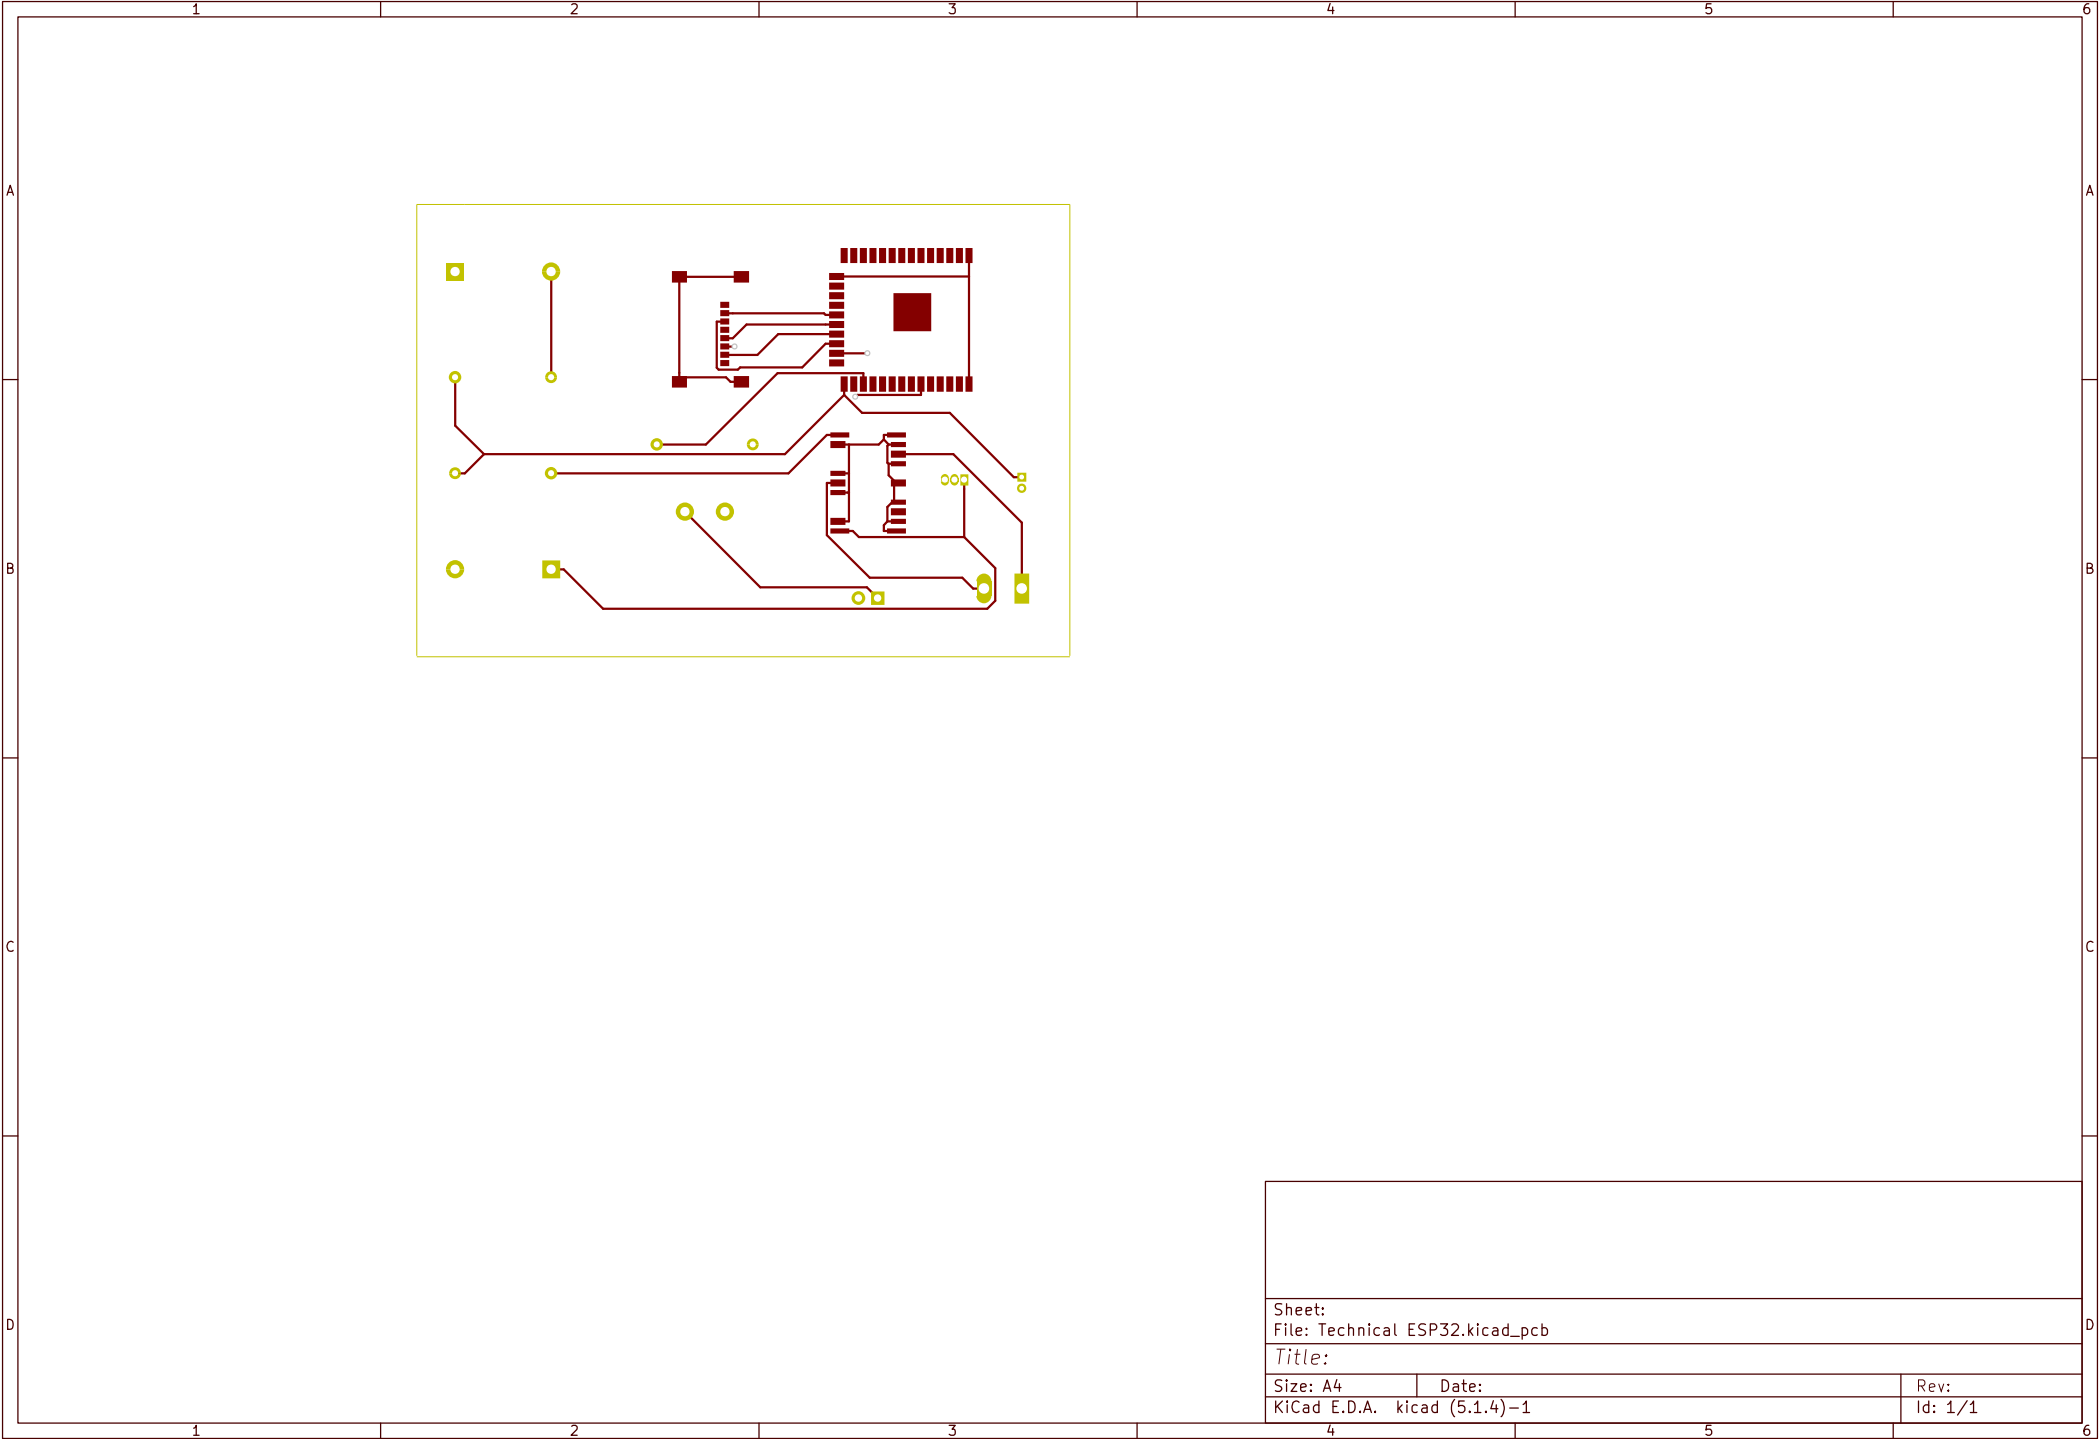 1 2 3 4 5 6
A A
B B
C C
D D
Sheet:
File: Technical ESP32.kicad_pcb
Title:
Size: A4 Date: Rev:
KiCad E.D.A. kicad (5.1.4)-1 Id: 1/1
1 2 3 4 5 6